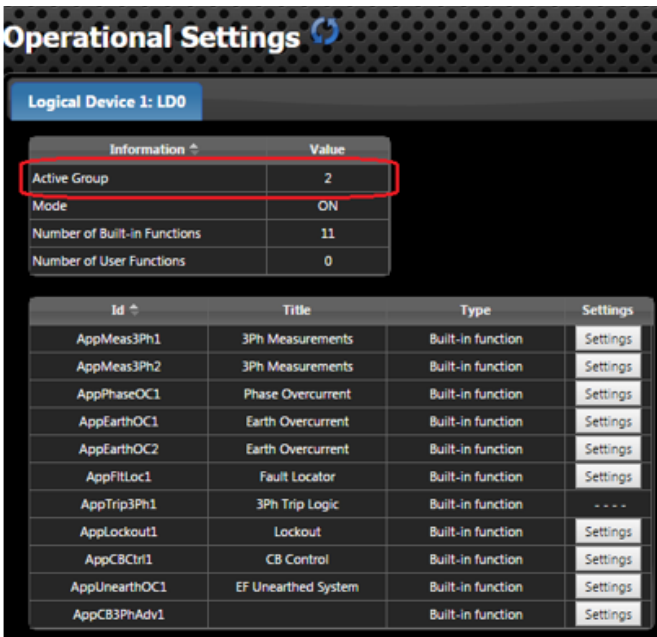 Operational Settings
Logical Device 1: LD0
Information Value
Active Group 2
Mode ON
Number of Built-in Functions 11
Number of User Functions 0
Id Title Type Settings
AppMeas3Ph1 3Ph Measurements Built-in function Settings
AppMeas3Ph2 3Ph Measurements Built-in function Settings
AppPhaseOC1 Phase Overcurrent Built-in function Settings
AppEarthOC1 Earth Overcurrent Built-in function Settings
AppEarthOC2 Earth Overcurrent Built-in function Settings
AppFltLoc1 Fault Locator Built-in function Settings
AppTrip3Ph1 3Ph Trip Logic Built-in function ----
AppLockout1 Lockout Built-in function Settings
AppCBCtrl1 CB Control Built-in function Settings
AppUnearthOC1 EF Unearthed System Built-in function Settings
AppCB3PhAdv1 Built-in function Settings